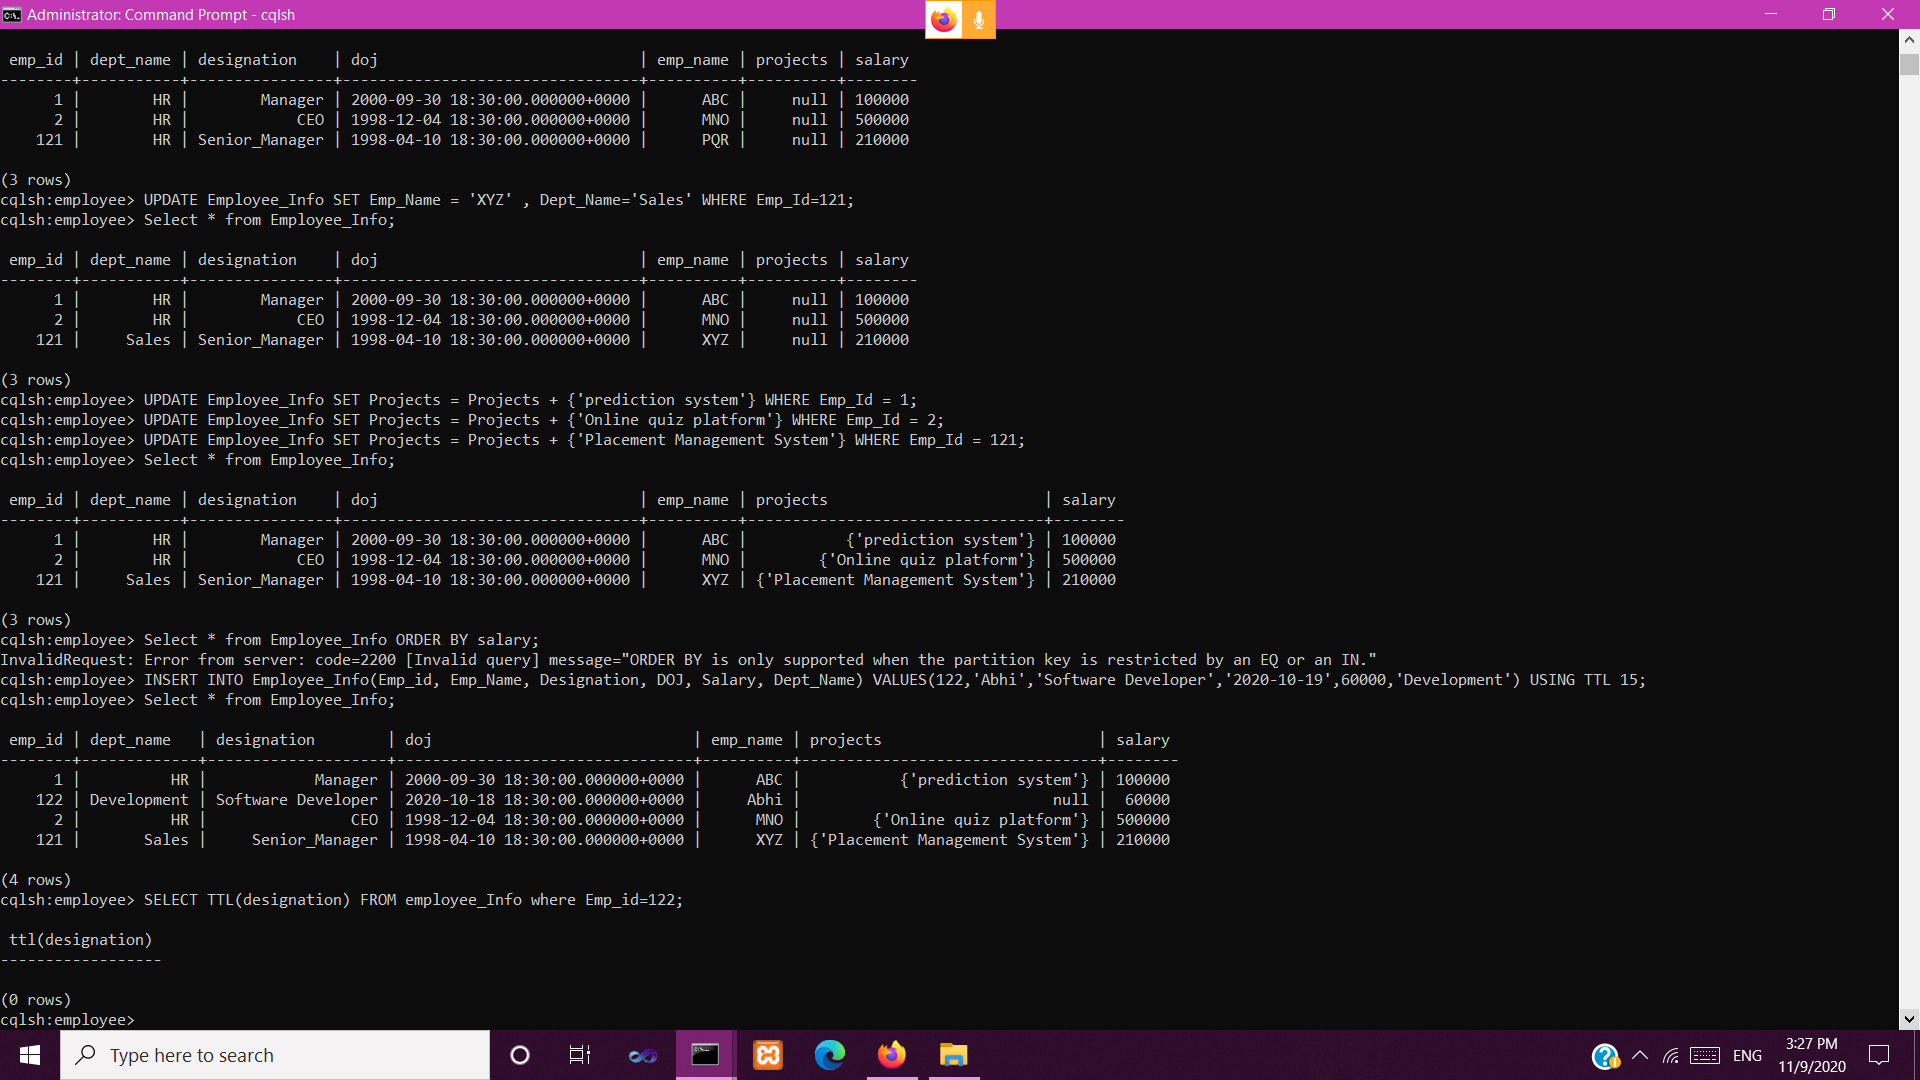 Administrator: Command Prompt - cqlsh
 emp_id | dept_name | designation    | doj                             | emp_name | projects | salary
--------+-----------+----------------+---------------------------------+----------+----------+--------
      1 |        HR |        Manager | 2000-09-30 18:30:00.000000+0000 |      ABC |     null | 100000
      2 |        HR |            CEO | 1998-12-04 18:30:00.000000+0000 |      MNO |     null | 500000
    121 |        HR | Senior_Manager | 1998-04-10 18:30:00.000000+0000 |      PQR |     null | 210000
(3 rows)
cqlsh:employee> UPDATE Employee_Info SET Emp_Name = 'XYZ' , Dept_Name='Sales' WHERE Emp_Id=121;
cqlsh:employee> Select * from Employee_Info;
 emp_id | dept_name | designation    | doj                             | emp_name | projects | salary
--------+-----------+----------------+---------------------------------+----------+----------+--------
      1 |        HR |        Manager | 2000-09-30 18:30:00.000000+0000 |      ABC |     null | 100000
      2 |        HR |            CEO | 1998-12-04 18:30:00.000000+0000 |      MNO |     null | 500000
    121 |     Sales | Senior_Manager | 1998-04-10 18:30:00.000000+0000 |      XYZ |     null | 210000
(3 rows)
cqlsh:employee> UPDATE Employee_Info SET Projects = Projects + {'prediction system'} WHERE Emp_Id = 1;
cqlsh:employee> UPDATE Employee_Info SET Projects = Projects + {'Online quiz platform'} WHERE Emp_Id = 2;
cqlsh:employee> UPDATE Employee_Info SET Projects = Projects + {'Placement Management System'} WHERE Emp_Id = 121;
cqlsh:employee> Select * from Employee_Info;
 emp_id | dept_name | designation    | doj                             | emp_name | projects                        | salary
--------+-----------+----------------+---------------------------------+----------+---------------------------------+--------
      1 |        HR |        Manager | 2000-09-30 18:30:00.000000+0000 |      ABC |           {'prediction system'} | 100000
      2 |        HR |            CEO | 1998-12-04 18:30:00.000000+0000 |      MNO |        {'Online quiz platform'} | 500000
    121 |     Sales | Senior_Manager | 1998-04-10 18:30:00.000000+0000 |      XYZ | {'Placement Management System'} | 210000
(3 rows)
cqlsh:employee> Select * from Employee_Info ORDER BY salary;
InvalidRequest: Error from server: code=2200 [Invalid query] message="ORDER BY is only supported when the partition key is restricted by an EQ or an IN."
cqlsh:employee> INSERT INTO Employee_Info(Emp_id, Emp_Name, Designation, DOJ, Salary, Dept_Name) VALUES(122,'Abhi','Software Developer','2020-10-19',60000,'Development') USING TTL 15;
cqlsh:employee> Select * from Employee_Info;
 emp_id | dept_name   | designation        | doj                             | emp_name | projects                        | salary
--------+-------------+--------------------+---------------------------------+----------+---------------------------------+--------
      1 |          HR |            Manager | 2000-09-30 18:30:00.000000+0000 |      ABC |           {'prediction system'} | 100000
    122 | Development | Software Developer | 2020-10-18 18:30:00.000000+0000 |     Abhi |                            null |  60000
      2 |          HR |                CEO | 1998-12-04 18:30:00.000000+0000 |      MNO |        {'Online quiz platform'} | 500000
    121 |       Sales |     Senior_Manager | 1998-04-10 18:30:00.000000+0000 |      XYZ | {'Placement Management System'} | 210000
(4 rows)
cqlsh:employee> SELECT TTL(designation) FROM employee_Info where Emp_id=122;
 ttl(designation)
------------------
(0 rows)
cqlsh:employee>
Type here to search
ENG
3:27 PM
11/9/2020